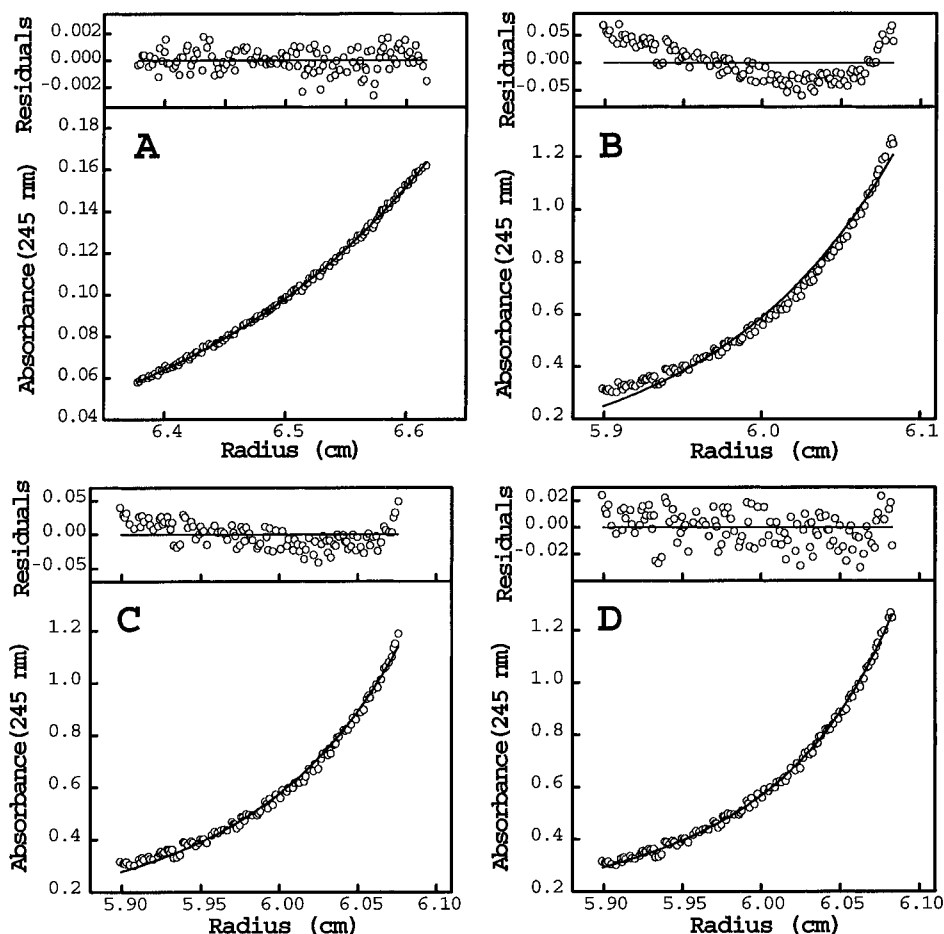 Residuals
0.002
0.000
-0.002
A
Absorbance(245 nm)
0.18
0.16
0.14
0.12
0.10
0.08
0.06
0.04
6.4 6.5 6.6
Radius (cm)
Residuals
0.05
0.00
-0.05
B
Absorbance(245 nm)
1.2
1.0
0.8
0.6
0.4
0.2
5.9 6.0 6.1
Radius (cm)
Residuals
0.05
0.00
-0.05
C
Absorbance(245 nm)
1.2
1.0
0.8
0.6
0.4
0.2
5.90 5.95 6.00 6.05 6.10
Radius (cm)
Residuals
0.02
0.00
-0.02
D
Absorbance(245 nm)
1.2
1.0
0.8
0.6
0.4
0.2
5.90 5.95 6.00 6.05 6.10
Radius (cm)